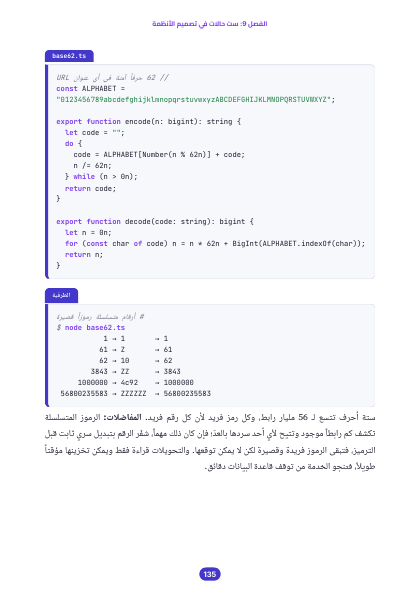 الفصل 9: ست حالات في تصميم الأنظمة
base62.ts
// 62 حرفاً آمنة في أي عنوان URL
const ALPHABET =
"0123456789abcdefghijklmnopqrstuvwxyzABCDEFGHIJKLMNOPQRSTUVWXYZ";
export function encode(n: bigint): string {
let code = "";
do {
code = ALPHABET[Number(n % 62n)] + code;
n /= 62n;
} while (n > 0n);
return code;
}
export function decode(code: string): bigint {
let n = 0n;
for (const char of code) n = n * 62n + BigInt(ALPHABET.indexOf(char));
return n;
}
الطرفية
# أرقام متسلسلة رموزاً قصيرة
$ node base62.ts
1 → 1 → 1
61 → Z → 61
62 → 10 → 62
3843 → ZZ → 3843
1000000 → 4c92 → 1000000
56800235583 → ZZZZZZ → 56800235583
ستة أحرف تتسع لـ 56 مليار رابط، وكل رمز فريد لأن كل رقم فريد. المفاضلات: الرموز المتسلسلة
تكشف كم رابطاً موجود وتتيح لأي أحد سردها بالعدّ؛ فإن كان ذلك مهماً، شفّر الرقم بتبديل سري ثابت قبل
الترميز، فتبقى الرموز فريدة وقصيرة لكن لا يمكن توقعها. والتحويلات قراءة فقط ويمكن تخزينها مؤقتاً
طويلاً، فتنجو الخدمة من توقف قاعدة البيانات دقائق.
135